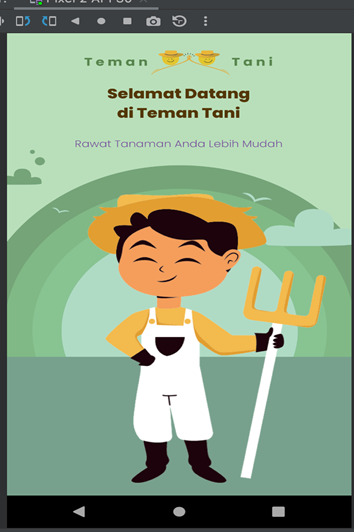 Teman Tani
Selamat Datang
di Teman Tani
Rawat Tanaman Anda Lebih Mudah